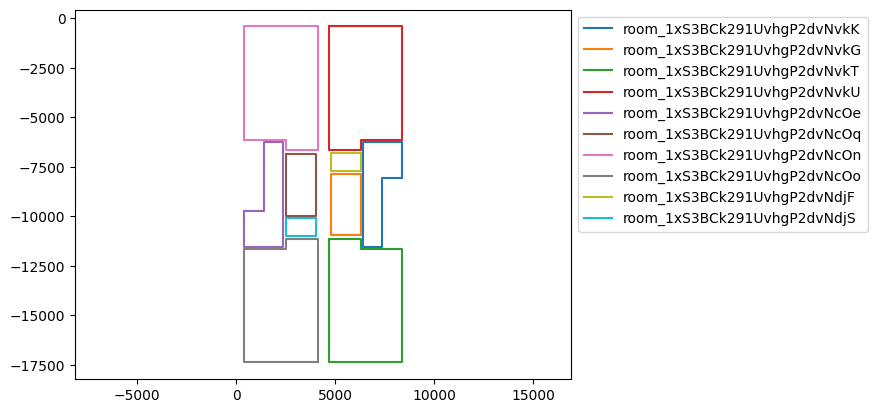 0
−2500
−5000
−7500
−10000
−12500
−15000
−17500
−5000
0
5000
10000
15000
room_1xS3BCk291UvhgP2dvNvkK
room_1xS3BCk291UvhgP2dvNvkG
room_1xS3BCk291UvhgP2dvNvkT
room_1xS3BCk291UvhgP2dvNvkU
room_1xS3BCk291UvhgP2dvNcOe
room_1xS3BCk291UvhgP2dvNcOq
room_1xS3BCk291UvhgP2dvNcOn
room_1xS3BCk291UvhgP2dvNcOo
room_1xS3BCk291UvhgP2dvNdjF
room_1xS3BCk291UvhgP2dvNdjS